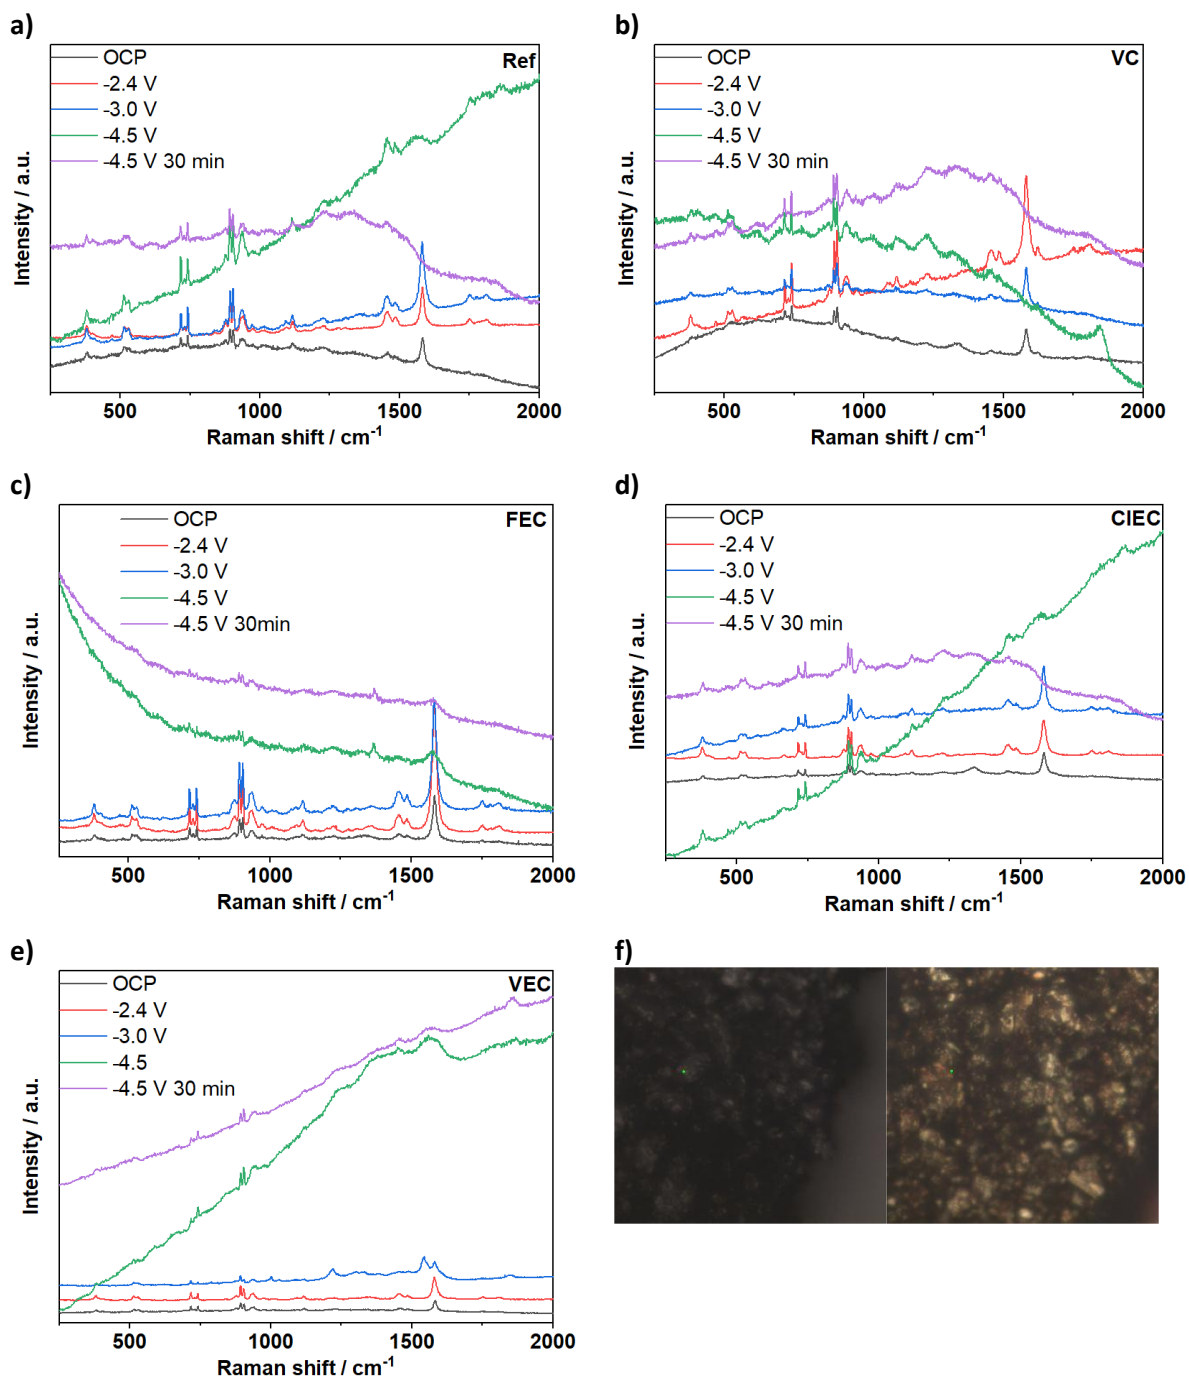 a)
Ref
OCP
-2.4 V
-3.0 V
-4.5 V
-4.5 V 30 min
Intensity / a.u.
500 1000 1500 2000
Raman shift / cm-1
b)
VC
OCP
-2.4 V
-3.0 V
-4.5 V
-4.5 V 30 min
Intensity / a.u.
500 1000 1500 2000
Raman shift / cm-1
c)
FEC
OCP
-2.4 V
-3.0 V
-4.5 V
-4.5 V 30min
Intensity / a.u.
500 1000 1500 2000
Raman shift / cm-1
d)
ClEC
OCP
-2.4 V
-3.0 V
-4.5 V
-4.5 V 30 min
Intensity / a.u.
500 1000 1500 2000
Raman shift / cm-1
e)
VEC
OCP
-2.4 V
-3.0 V
-4.5
-4.5 V 30 min
Intensity / a.u.
500 1000 1500 2000
Raman shift / cm-1
f)